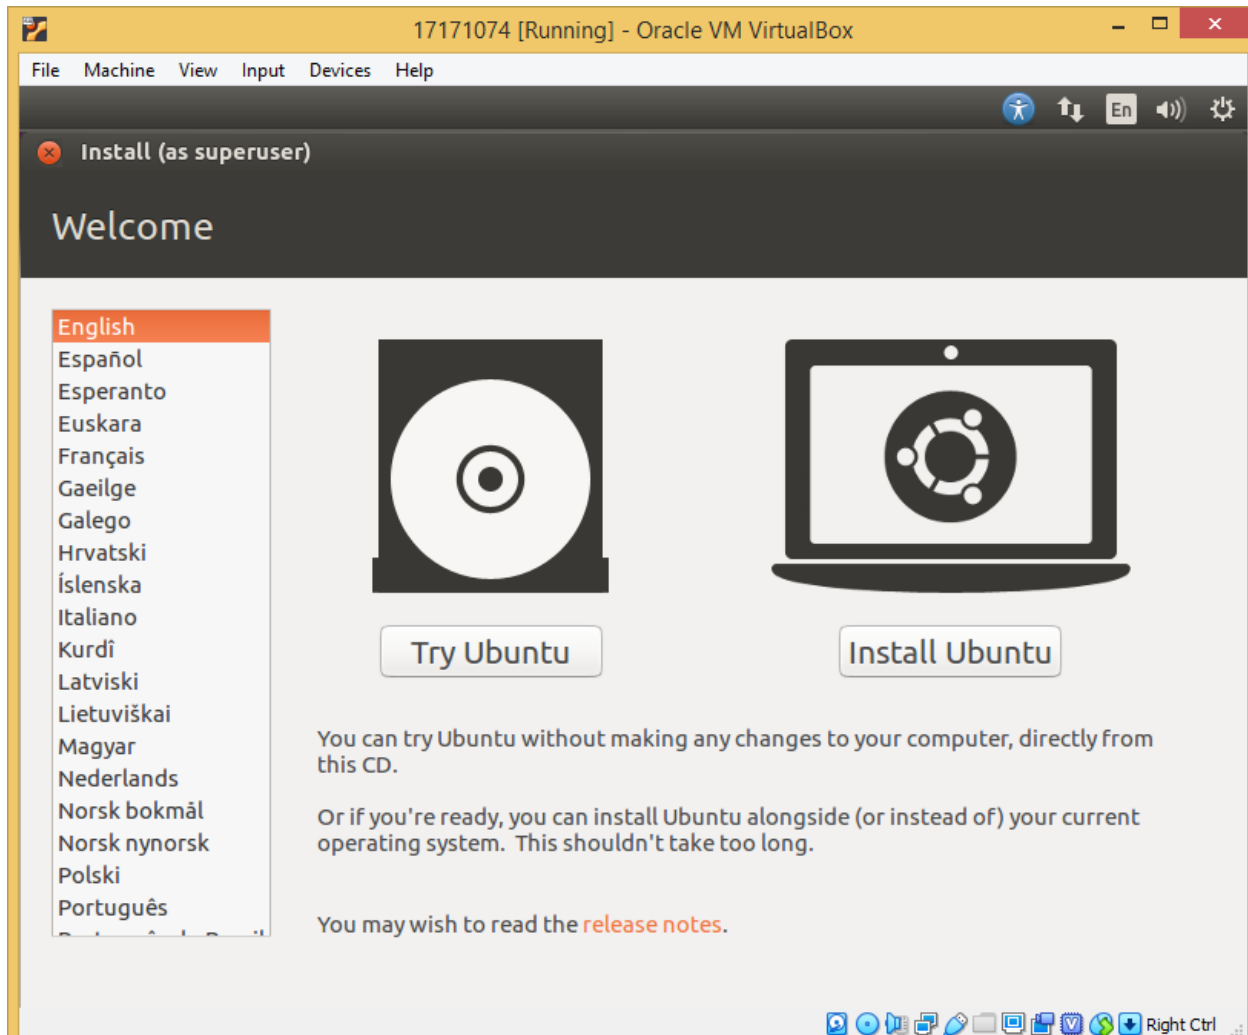 17171074 [Running] - Oracle VM VirtualBox
File Machine View Input Devices Help
En
Install (as superuser)
Welcome
English
Español
Esperanto
Euskara
Français
Gaeilge
Galego
Hrvatski
Íslenska
Italiano
Kurdî
Latviski
Lietuviškai
Magyar
Nederlands
Norsk bokmål
Norsk nynorsk
Polski
Português
Try Ubuntu
Install Ubuntu
You can try Ubuntu without making any changes to your computer, directly from
this CD.
Or if you're ready, you can install Ubuntu alongside (or instead of) your current
operating system. This shouldn't take too long.
You may wish to read the release notes.
Right Ctrl